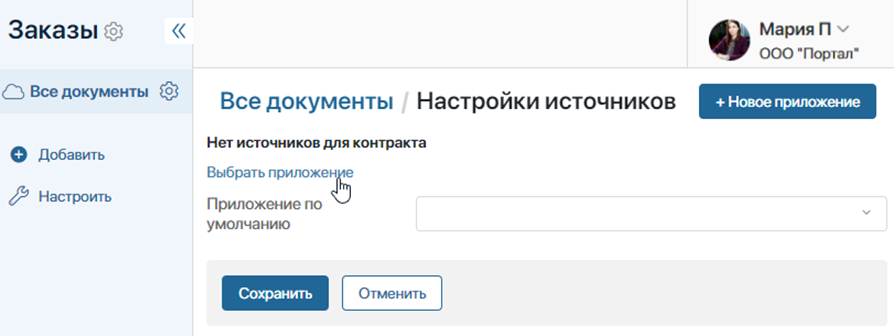 Заказы
Мария П
ООО "Портал"
Все документы
Все документы / Настройки источников
+ Новое приложение
Нет источников для контракта
Добавить
Выбрать приложение
Настроить
Приложение по
умолчанию
Сохранить
Отменить